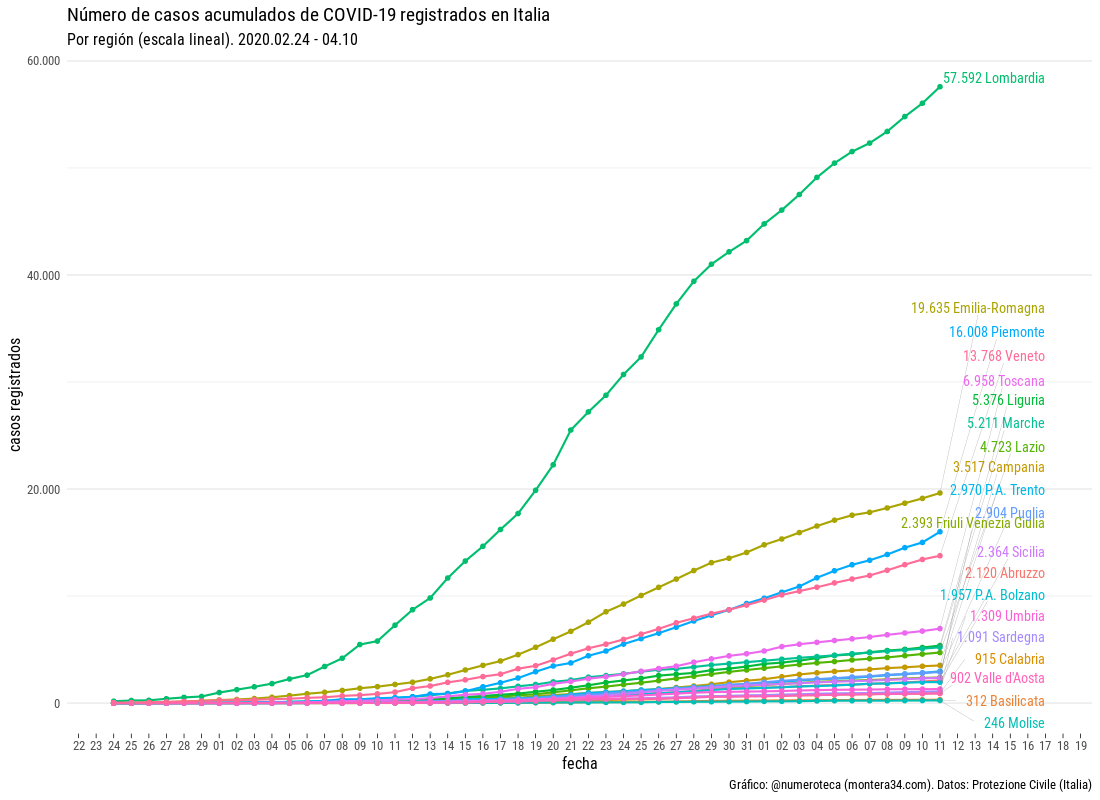 Número de casos acumulados de COVID-19 registrados en Italia
Por región (escala lineal). 2020.02.24 - 04.10
60.000
40.000
20.000
0
casos registrados
57.592 Lombardia
19.635 Emilia-Romagna
16.008 Piemonte
13.768 Veneto
6.958 Toscana
5.376 Liguria
5.211 Marche
4.723 Lazio
3.517 Campania
2.970 P.A. Trento
2.904 Puglia
2.393 Friuli Venezia Giulia
2.364 Sicilia
2.120 Abruzzo
1.957 P.A. Bolzano
1.309 Umbria
1.091 Sardegna
915 Calabria
902 Valle d'Aosta
312 Basilicata
246 Molise
22 23 24 25 26 27 28 29 01 02 03 04 05 06 07 08 09 10 11 12 13 14 15 16 17 18 19 20 21 22 23 24 25 26 27 28 29 30 31 01 02 03 04 05 06 07 08 09 10 11 12 13 14 15 16 17 18 19
fecha
Gráfico: @numeroteca (montera34.com). Datos: Protezione Civile (Italia)